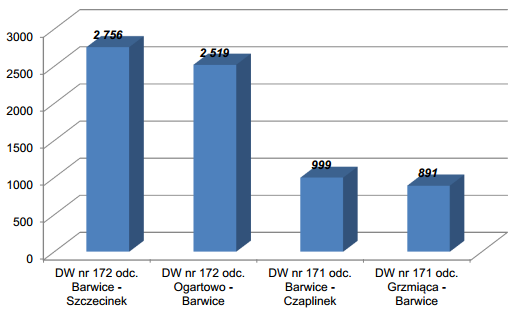 3000
2500
2000
1500
1000
500
0
2 756
2 519
999
891
DW nr 172 odc.
Barwice -
Szczecinek
DW nr 172 odc.
Ogartowo -
Barwice
DW nr 171 odc.
Barwice -
Czaplinek
DW nr 171 odc.
Grzmiąca -
Barwice